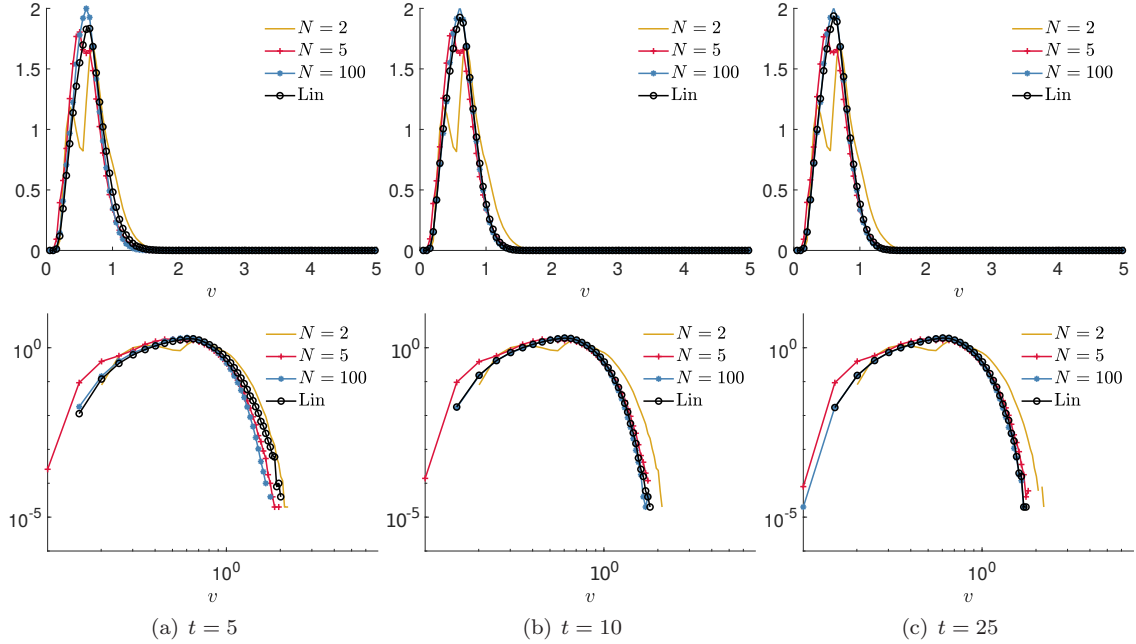 2
1.5
1
0.5
0
N = 2
N = 5
N = 100
Lin
0 1 2 3 4 5
v
2
1.5
1
0.5
0
N = 2
N = 5
N = 100
Lin
0 1 2 3 4 5
v
2
1.5
1
0.5
0
N = 2
N = 5
N = 100
Lin
0 1 2 3 4 5
v
10^0
10^-5
N = 2
N = 5
N = 100
Lin
10^0
v
10^0
10^-5
N = 2
N = 5
N = 100
Lin
10^0
v
10^0
10^-5
N = 2
N = 5
N = 100
Lin
10^0
v
(a) t = 5
(b) t = 10
(c) t = 25